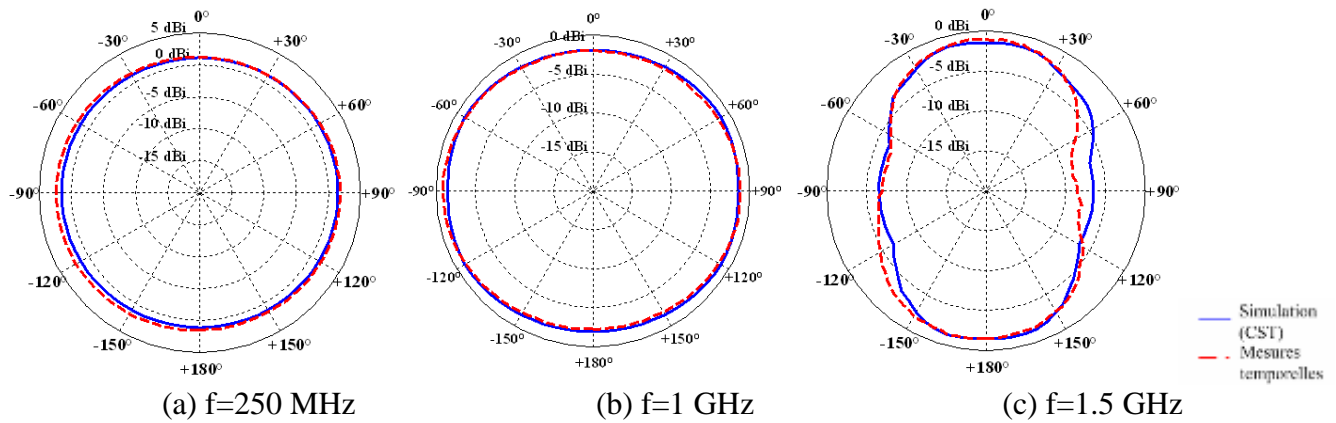 0°
5 dBi
-30°
+30°
0 dBi
-60°
+60°
-5 dBi
-10 dBi
-15 dBi
-90°
+90°
-120°
+120°
-150°
+150°
+180°
0°
0 dBi
-30°
+30°
-5 dBi
-60°
+60°
-10 dBi
-15 dBi
-90°
+90°
-120°
+120°
-150°
+150°
+180°
0°
0 dBi
-30°
+30°
-5 dBi
-60°
+60°
-10 dBi
-15 dBi
-90°
+90°
-120°
+120°
-150°
+150°
+180°
Simulation
(CST)
Mesures
temporelles
(a) f=250 MHz
(b) f=1 GHz
(c) f=1.5 GHz